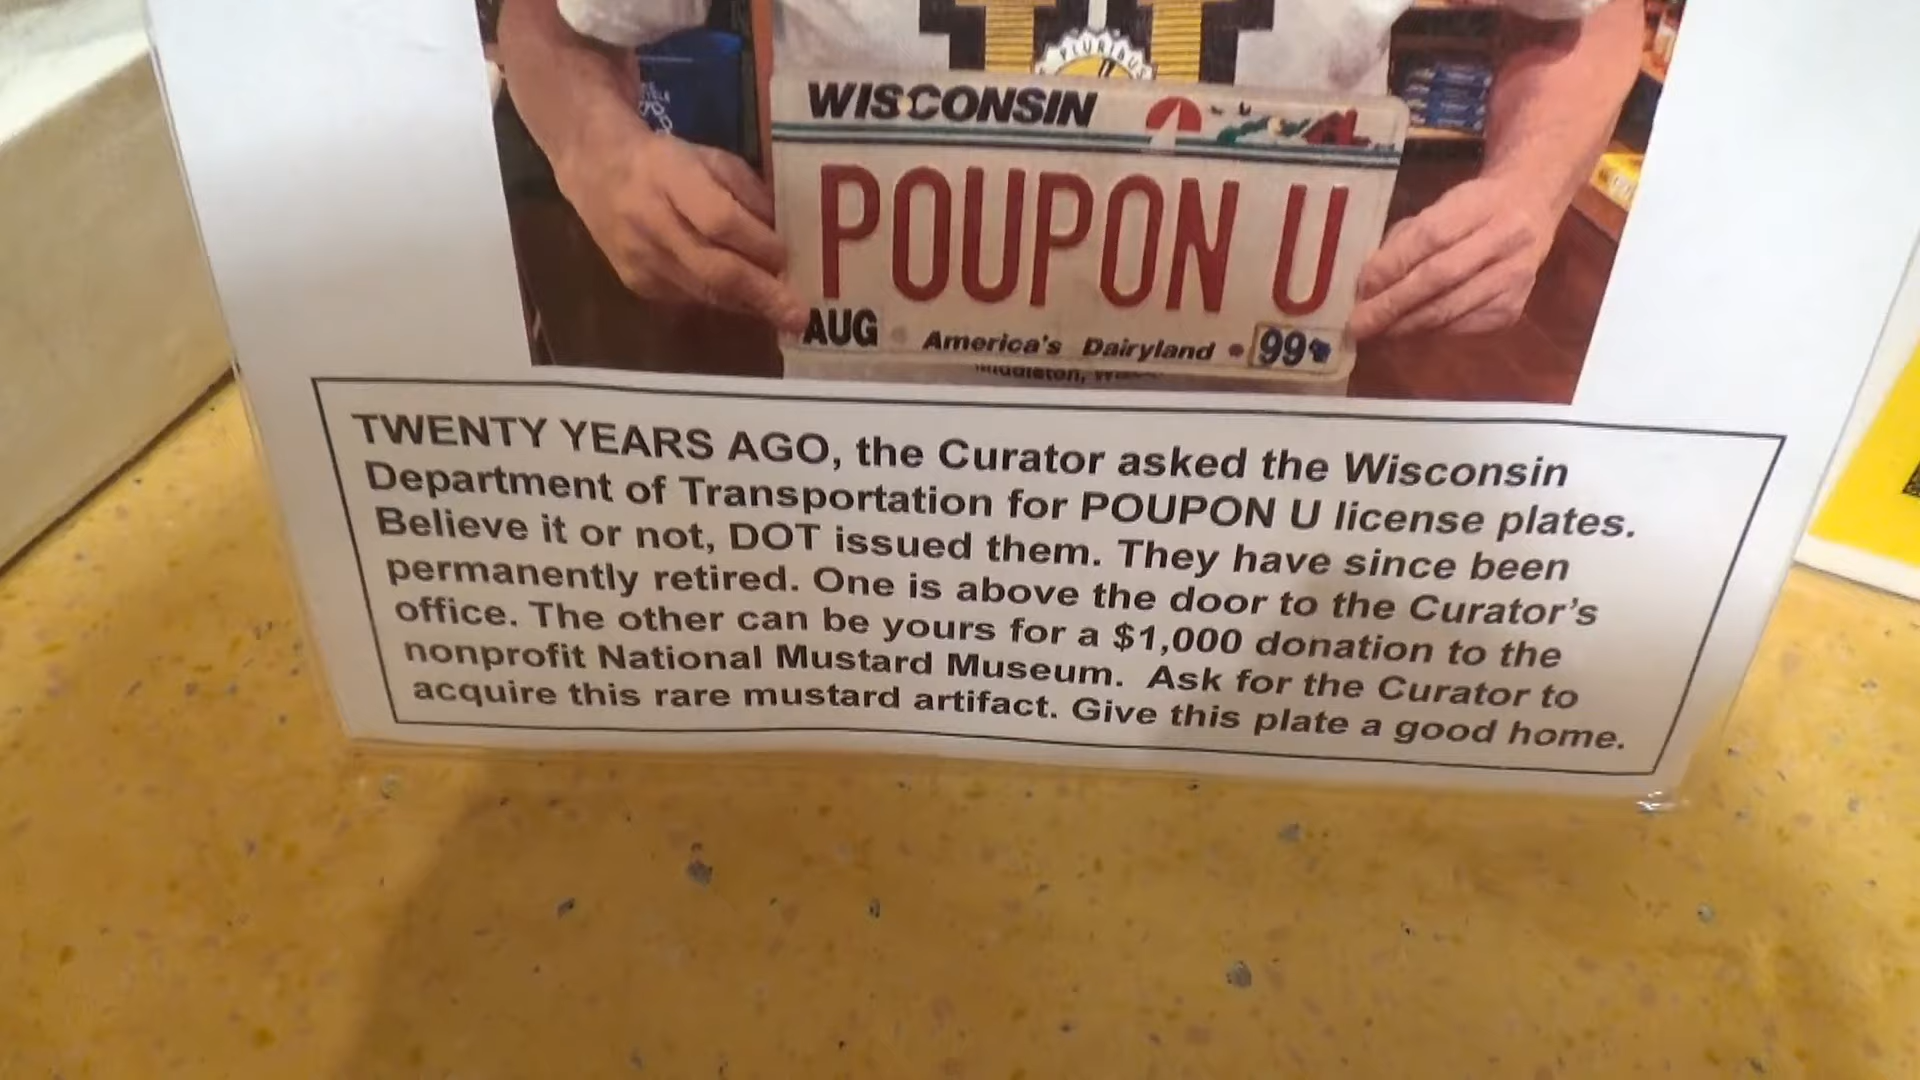 PLURIBUS
WISCONSIN
POUPON U
AUG America's Dairyland 99
Middleton,
TWENTY YEARS AGO, the Curator asked the Wisconsin
Department of Transportation for POUPON U license plates.
Believe it or not, DOT issued them. They have since been
permanently retired. One is above the door to the Curator's
office. The other can be yours for a $1,000 donation to the
nonprofit National Mustard Museum. Ask for the Curator to
acquire this rare mustard artifact. Give this plate a good home.